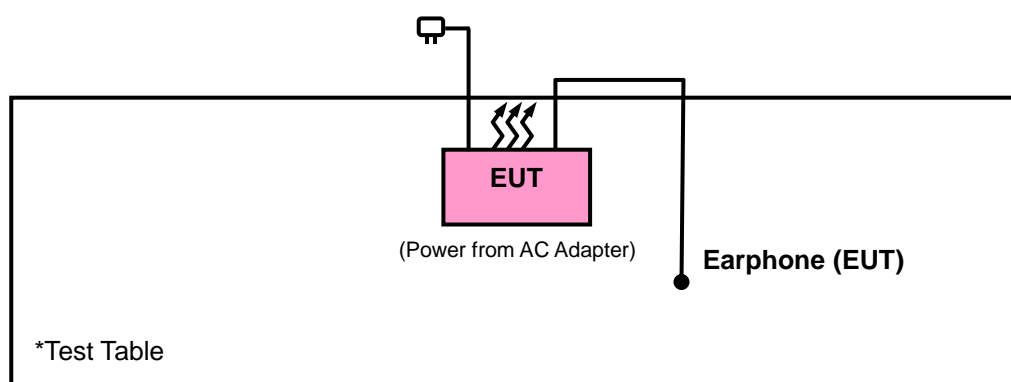 EUT
(Power from AC Adapter)
Earphone (EUT)
*Test Table